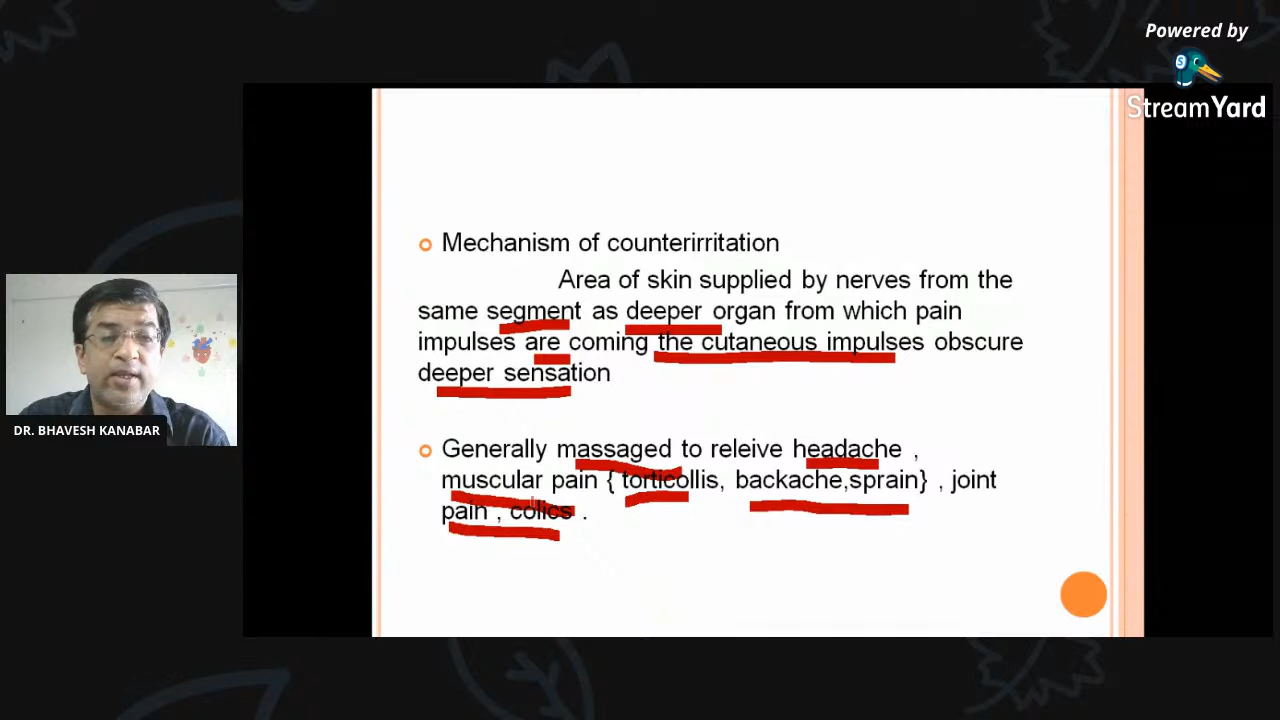 Powered by
StreamYard
Mechanism of counterirritation
Area of skin supplied by nerves from the
same segment as deeper organ from which pain
impulses are coming the cutaneous impulses obscure
deeper sensation
Generally massaged to releive headache ,
muscular pain { torticollis, backache,sprain} , joint
pain , colics .
DR. BHAVESH KANABAR